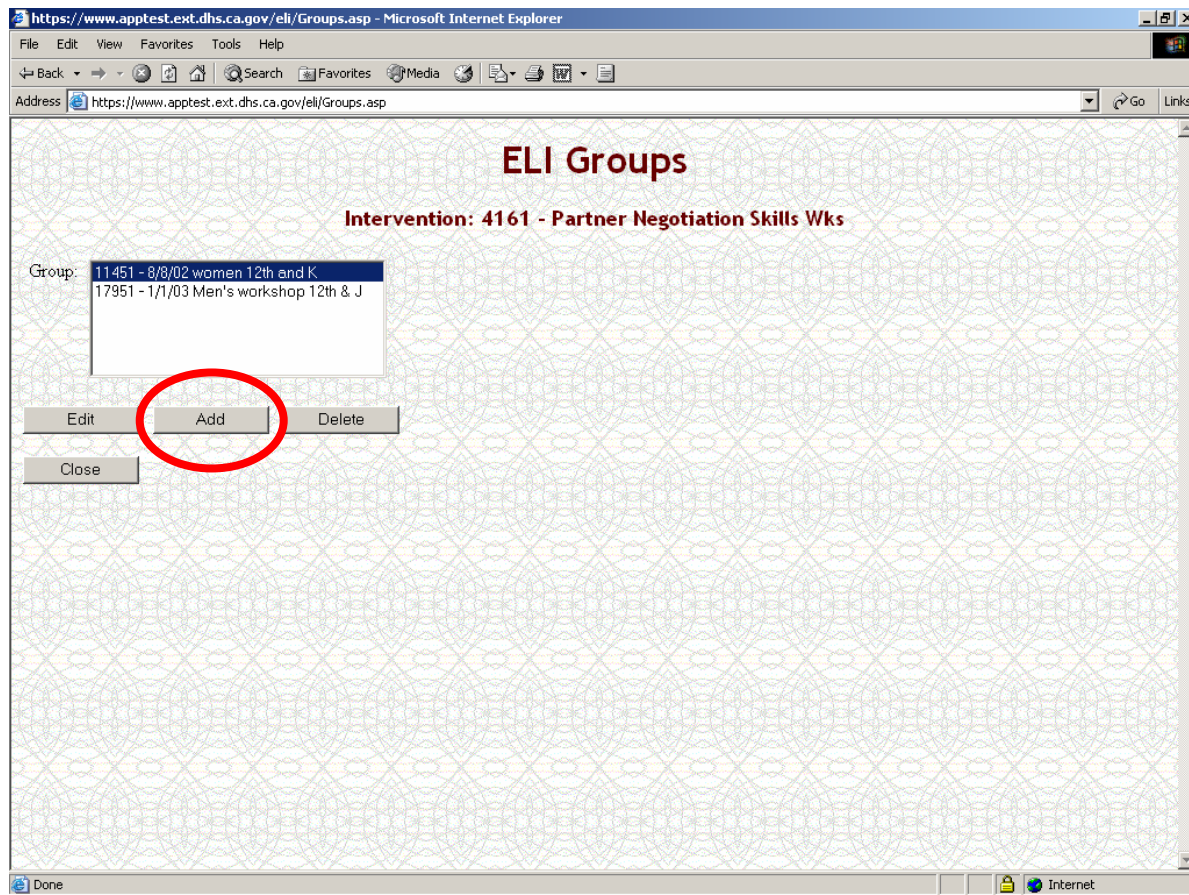 https://www.apptest.ext.dhs.ca.gov/eli/Groups.asp - Microsoft Internet Explorer
File Edit View Favorites Tools Help
Back Search Favorites Media
Address https://www.apptest.ext.dhs.ca.gov/eli/Groups.asp Go Links
ELI Groups
Intervention: 4161 - Partner Negotiation Skills Wks
Group: 11451 - 8/8/02 women 12th and K
17951 - 1/1/03 Men's workshop 12th & J
Edit Add Delete
Close
Done Internet